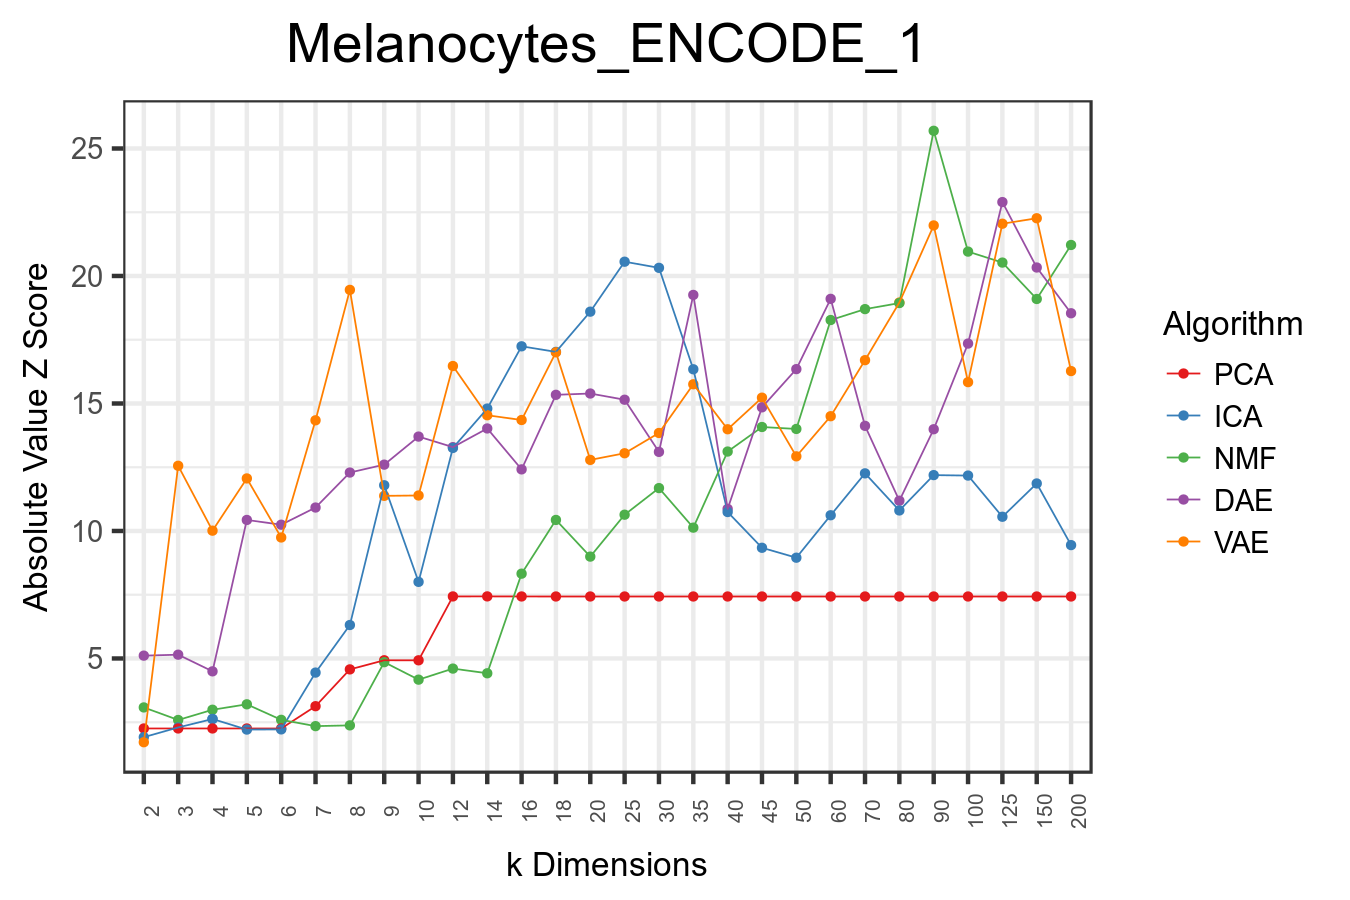 Melanocytes_ENCODE_1
25
20
15
10
5
Absolute Value Z Score
2 3 4 5 6 7 8 9 10 12 14 16 18 20 25 30 35 40 45 50 60 70 80 90 100 125 150 200
k Dimensions
Algorithm
PCA
ICA
NMF
DAE
VAE